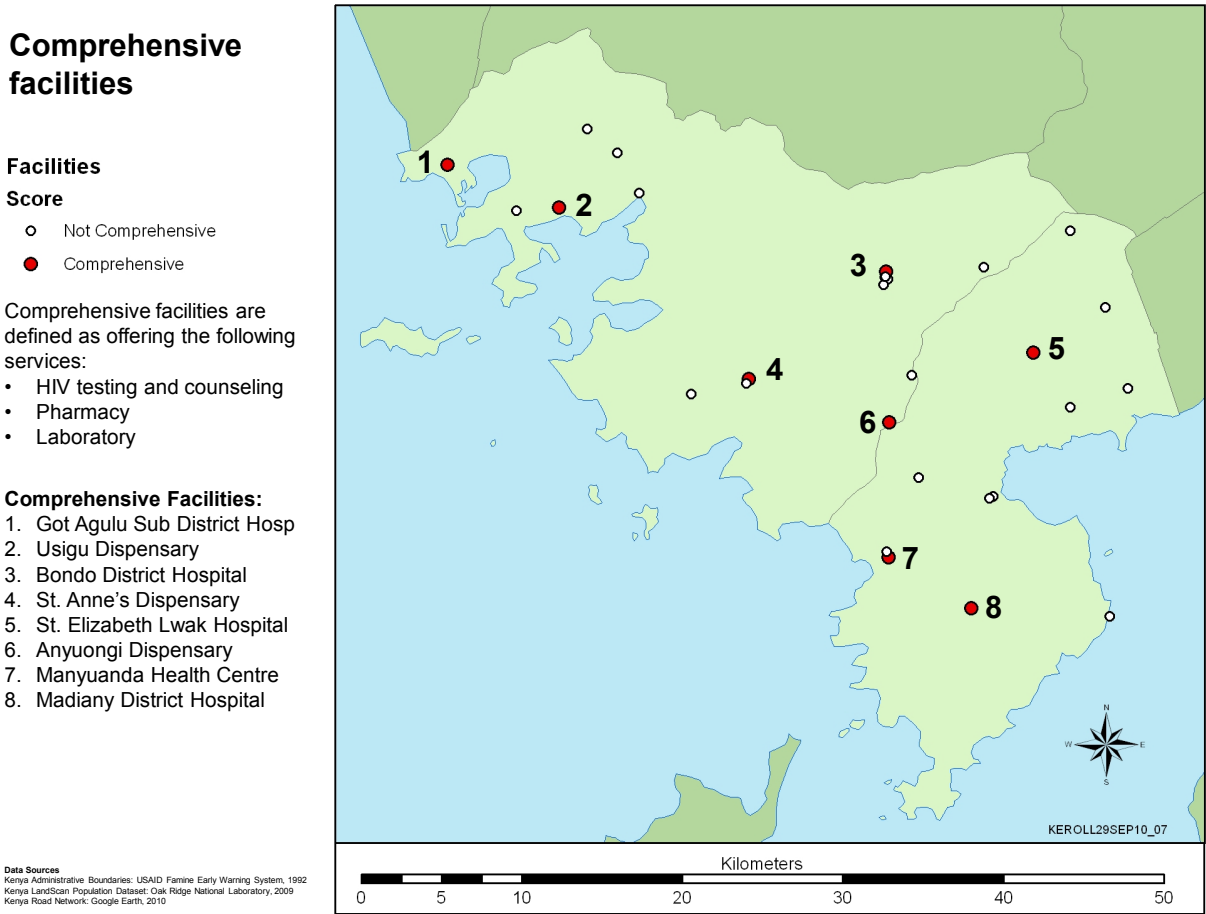 Comprehensive
facilities
Facilities
Score
Not Comprehensive
Comprehensive
Comprehensive facilities are
defined as offering the following
services:
• HIV testing and counseling
• Pharmacy
• Laboratory
Comprehensive Facilities:
1. Got Agulu Sub District Hosp
2. Usigu Dispensary
3. Bondo District Hospital
4. St. Anne's Dispensary
5. St. Elizabeth Lwak Hospital
6. Anyuongi Dispensary
7. Manyuanda Health Centre
8. Madiany District Hospital
Data Sources
Kenya Administrative Boundaries: USAID Famine Early Warning System, 1992
Kenya LandScan Population Dataset: Oak Ridge National Laboratory, 2009
Kenya Road Network: Google Earth, 2010
1
2
3
4
5
6
7
8
N
W E
S
KEROLL29SEP10_07
Kilometers
0 5 10 20 30 40 50